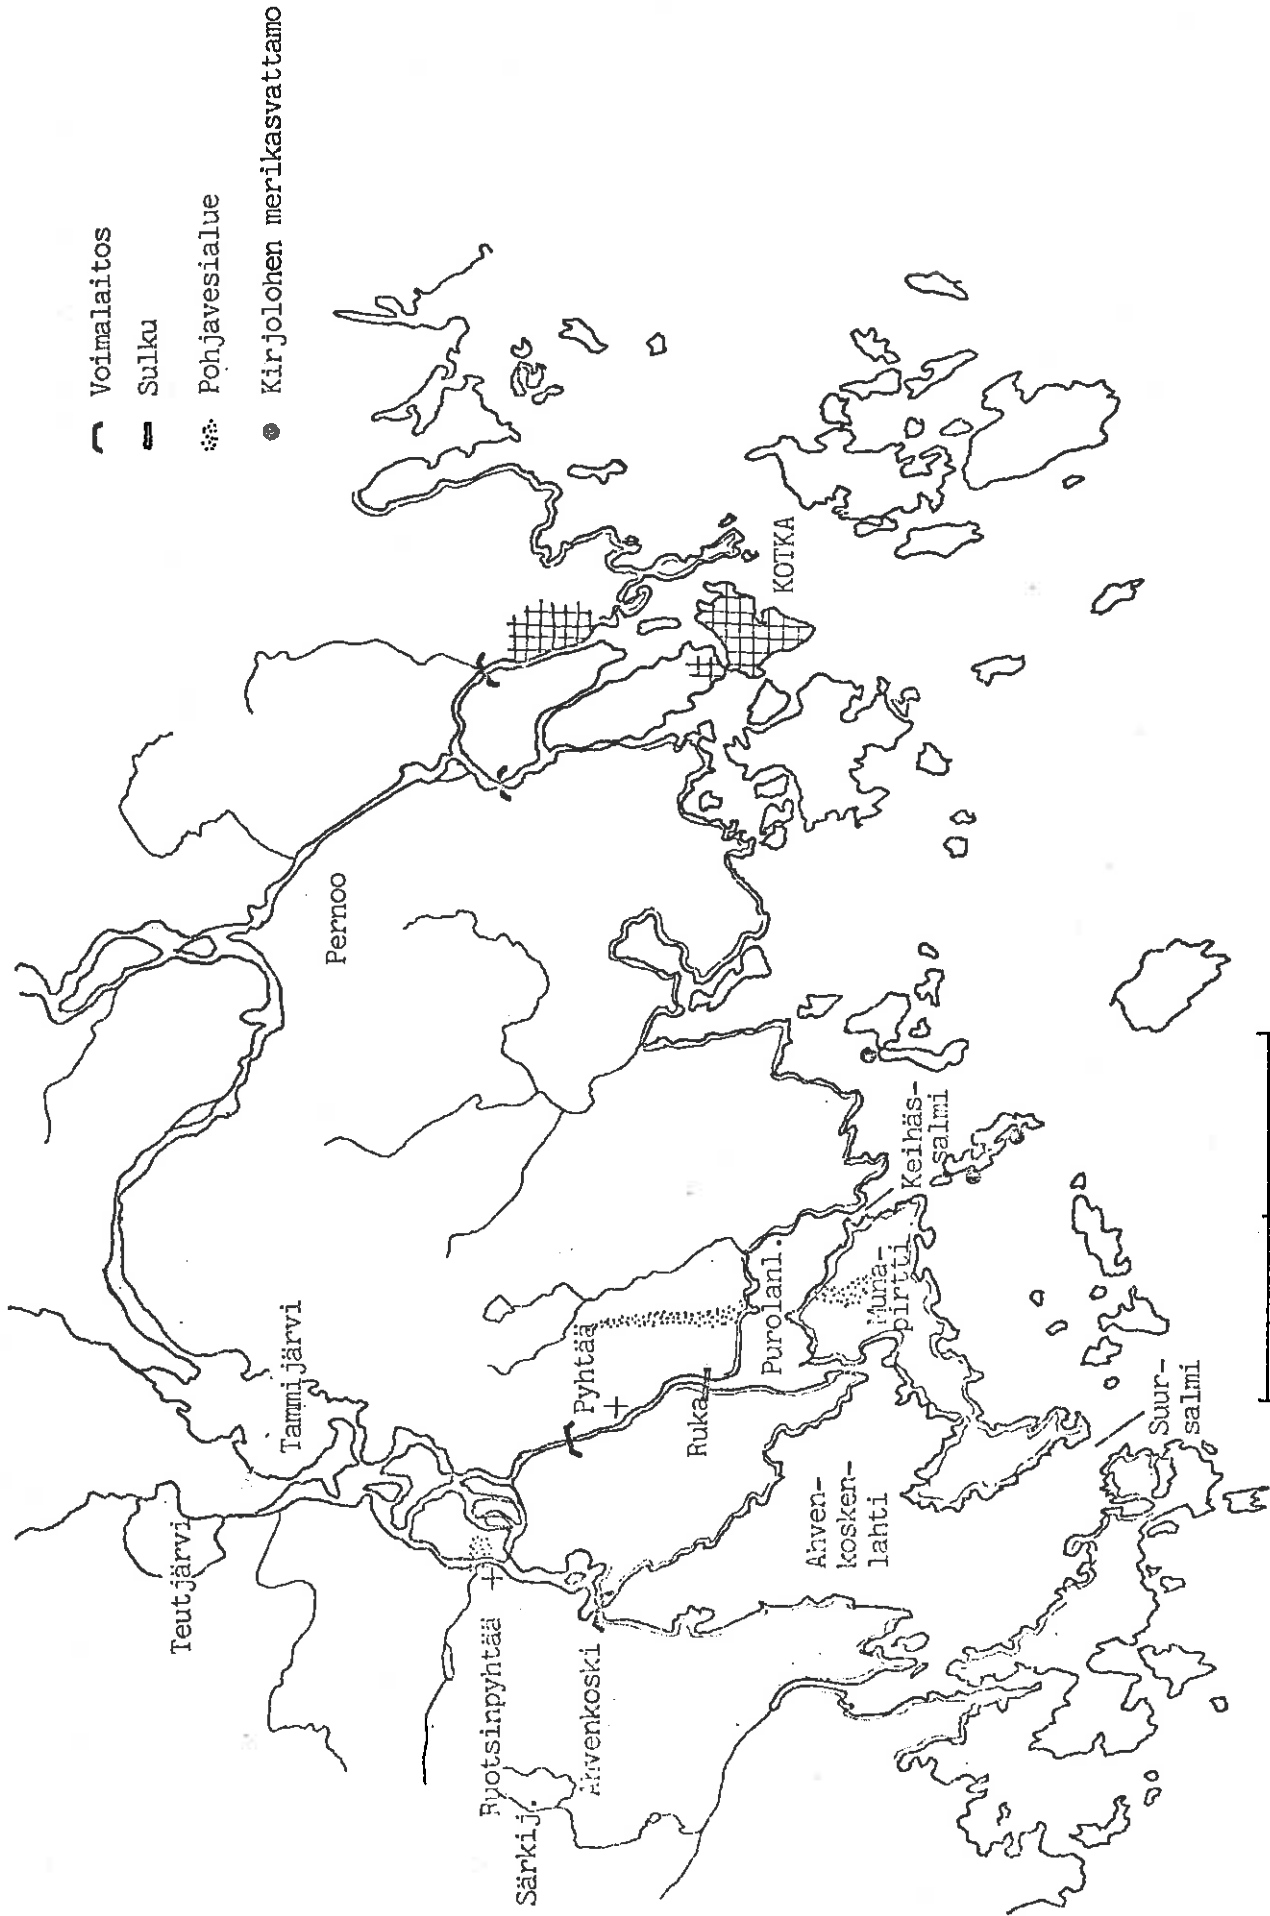 Voimalaitos
Sulku
Pohjavesialue
Kirjolohen merikasvattamo
Teutjärvi
Tammijärvi
Pernoo
Ruotsinpyhtää
Särkij.
Ahvenkoski
Pyhtää
Ruka
Purolanl.
KOTKA
Ahven-
kosken-
lahti
Muna-
pirtti
Keihäs-
salmi
Suur-
salmi